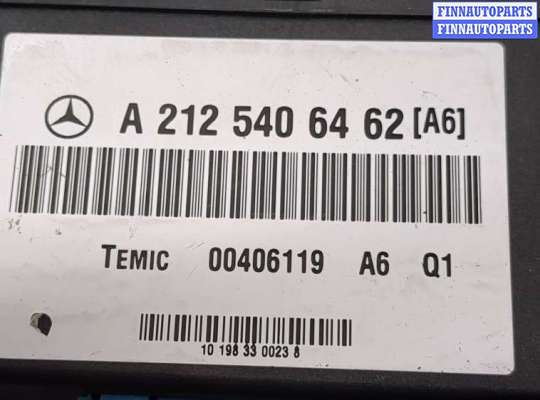 FINNAUTOPARTS
FINNAUTOPARTS
A 212 540 64 62 [A6]
TEMIC 00406119 A6 Q1
10 198 33 0023 8